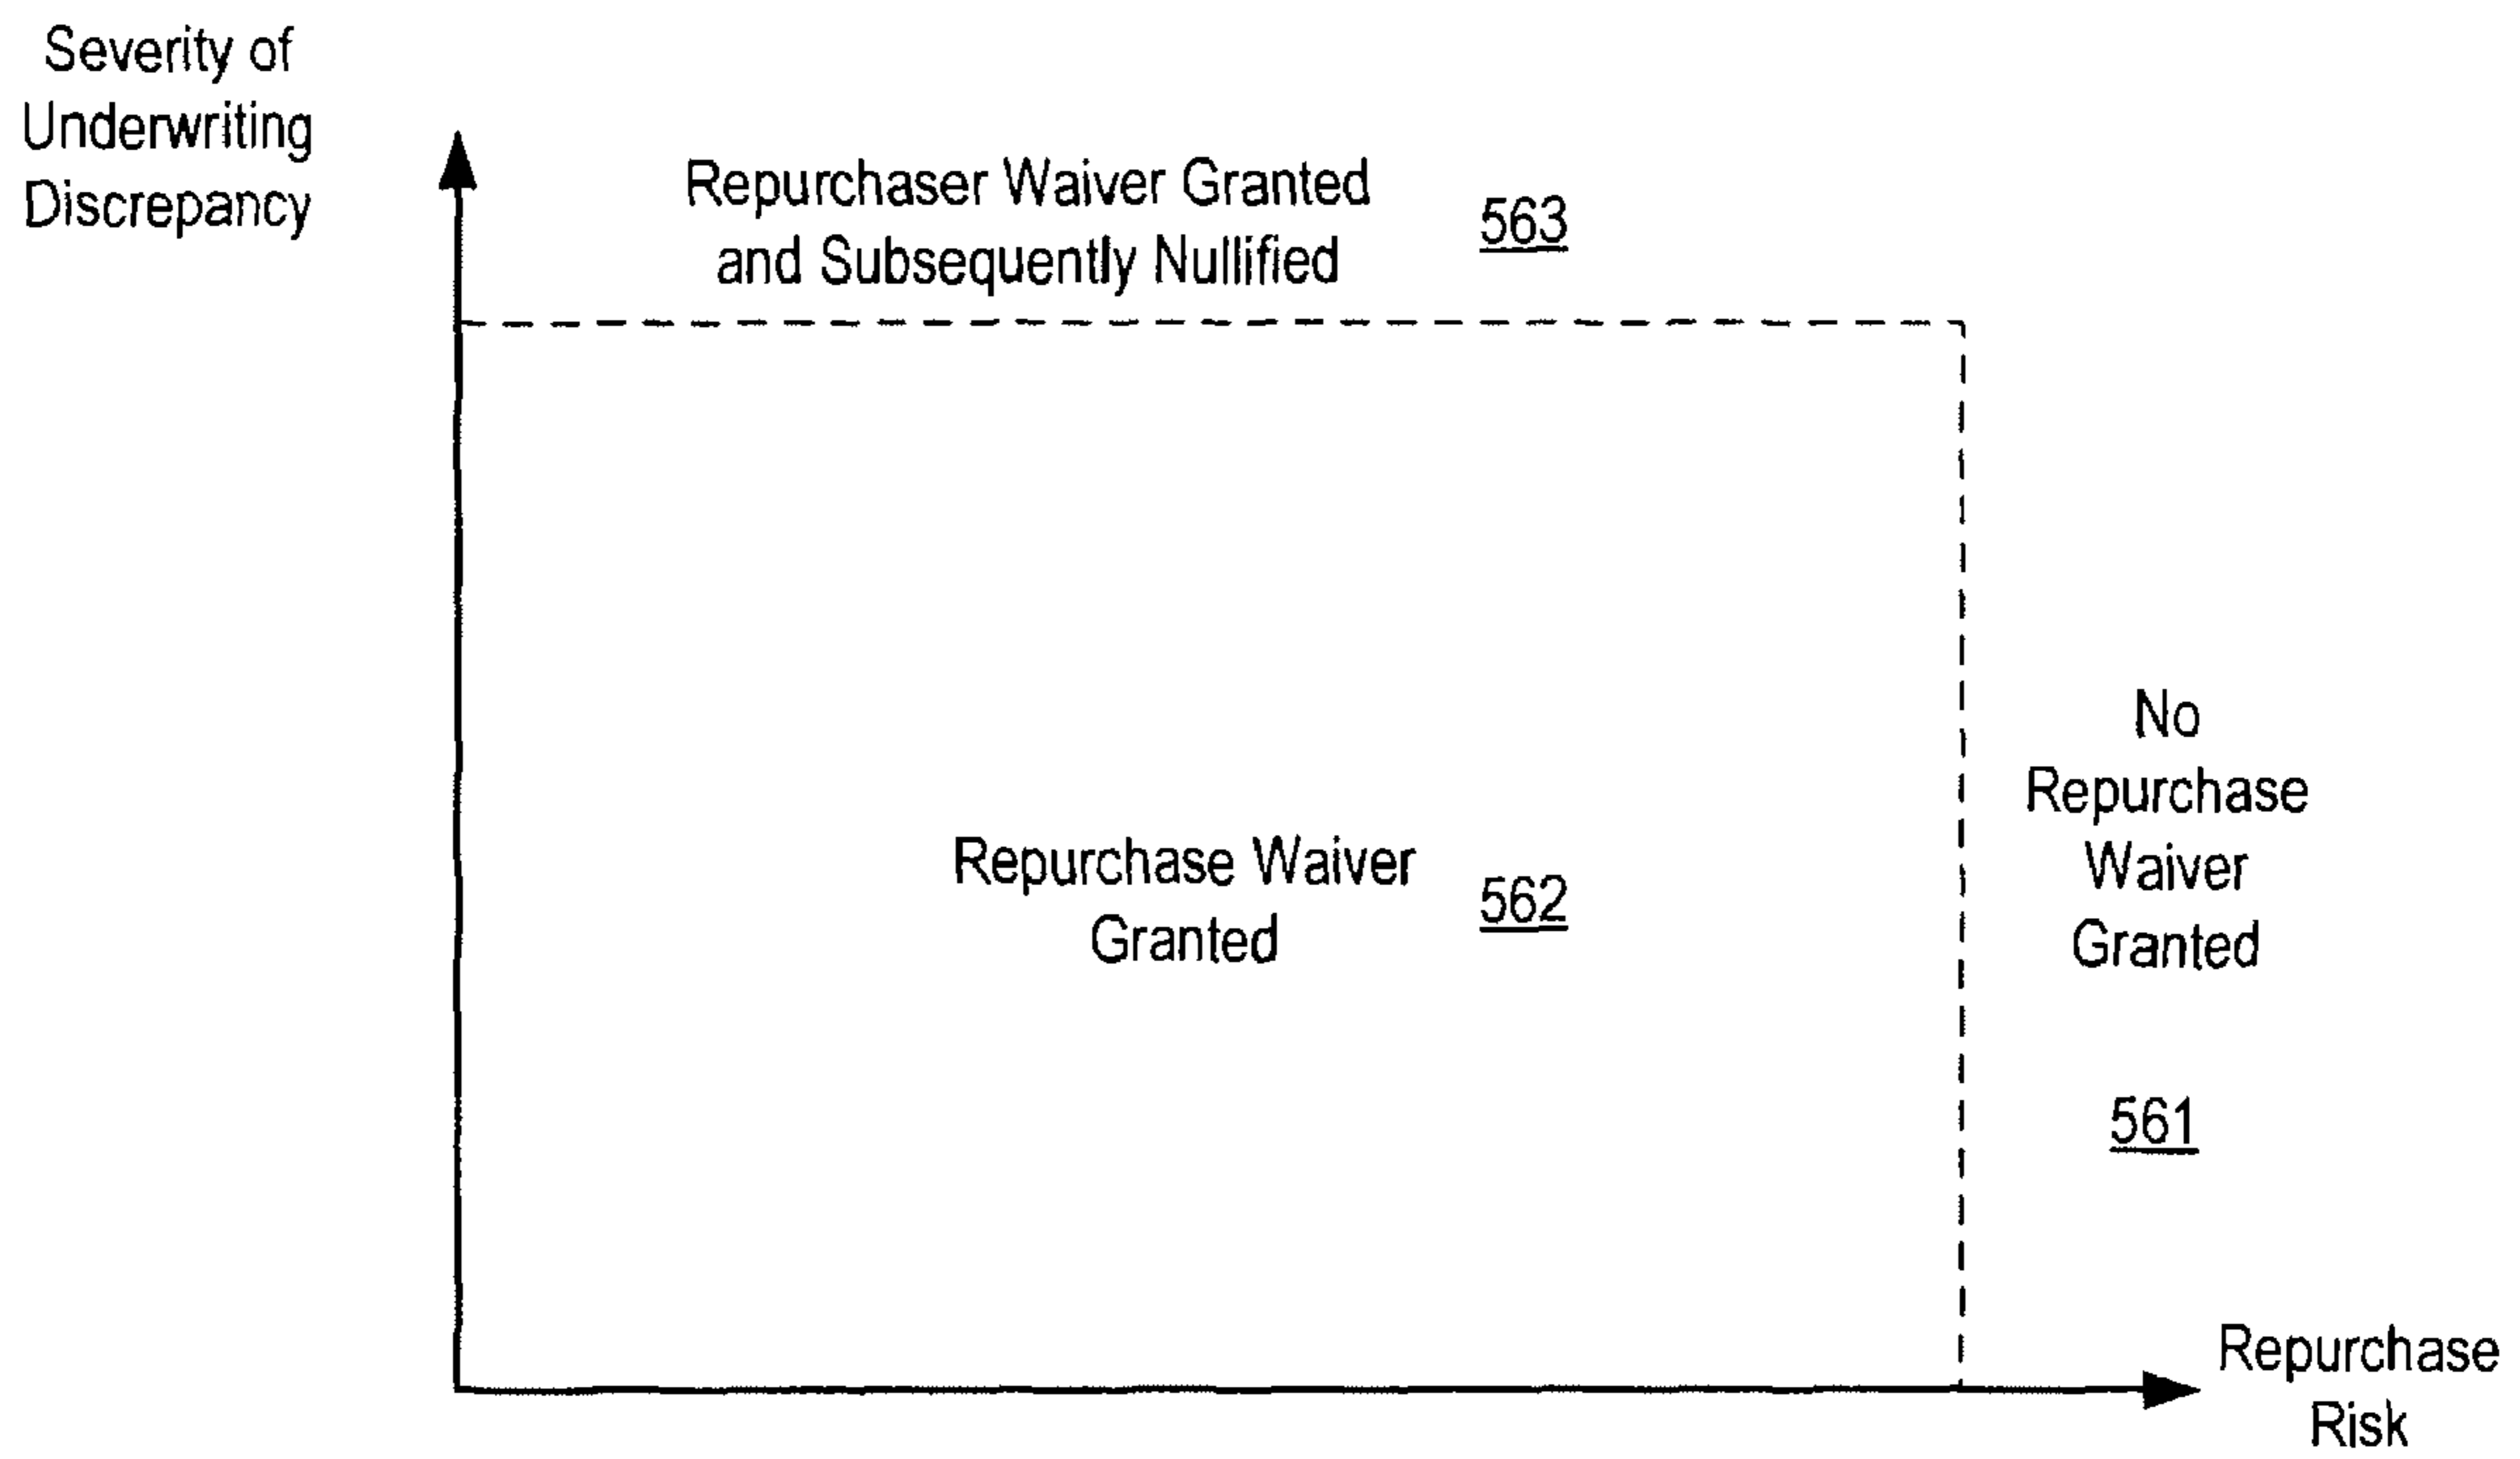 Severity of
Underwriting
Discrepancy
Repurchaser Waiver Granted
and Subsequently Nullified
563
Repurchase Waiver
Granted
562
No
Repurchase
Waiver
Granted
561
Repurchase
Risk